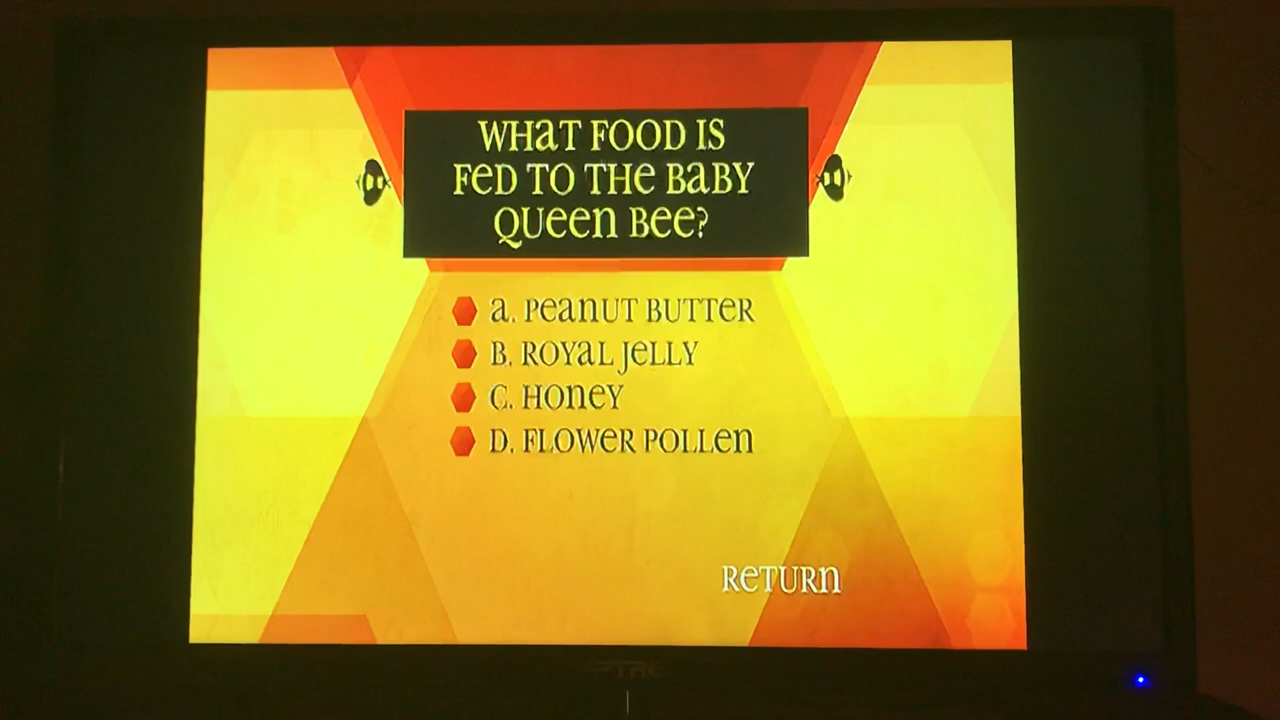 WHAT FOOD IS
FED TO THE BABY
QUEEN BEE?
A. PEANUT BUTTER
B. ROYAL JELLY
C. HONEY
D. FLOWER POLLEN
RETURN